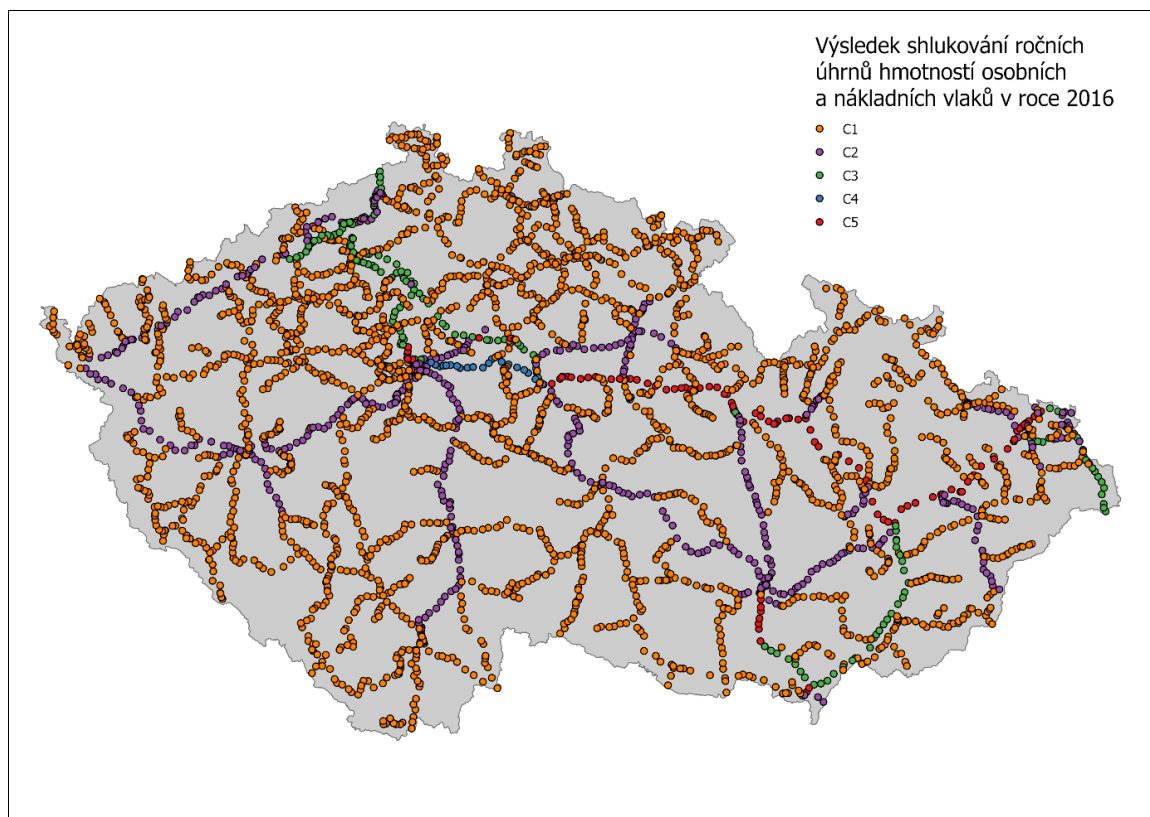 Výsledek shlukování ročních
úhrnů hmotností osobních
a nákladních vlaků v roce 2016
C1
C2
C3
C4
C5